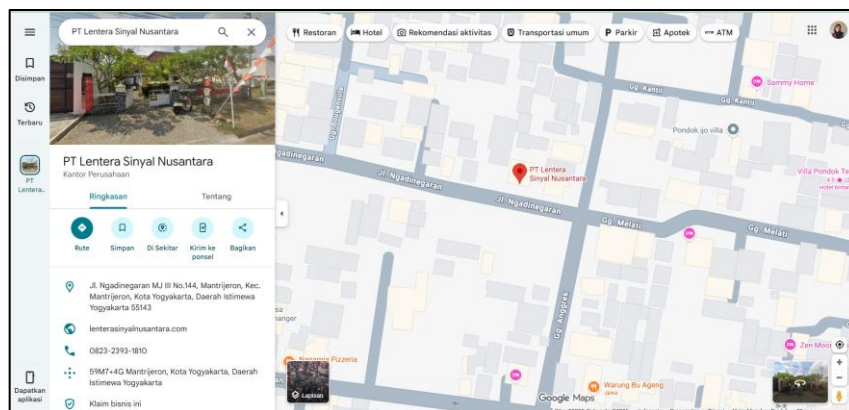 PT Lentera Sinyal Nusantara
Disimpan
Terbaru
PT
Lentera..
Dapatkan
aplikasi
PT Lentera Sinyal Nusantara
Kantor Perusahaan
Ringkasan
Tentang
Rute
Simpan
Di Sekitar
Kirim ke
ponsel
Bagikan
Jl. Ngadinegaran MJ III No.144, Mantrijeron, Kec.
Mantrijeron, Kota Yogyakarta, Daerah Istimewa
Yogyakarta 55143
lenterasinyalnusantara.com
0823-2393-1810
59M7+4G Mantrijeron, Kota Yogyakarta, Daerah
Istimewa Yogyakarta
Klaim bisnis ini
Restoran
Hotel
Rekomendasi aktivitas
Transportasi umum
Parkir
Apotek
ATM
Sammy Home
Gg. Kantil
Gg. Kantil
Pondok ijo villa
PT Lentera
Sinyal Nusantara
Villa Pondok Te
Jl. Ngadinegaran
Gg. Melati
Gg. Melati
Gg. Anggrek
Zen Moon
Warung Bu Ageng
Jawa
Lapisan
Google Maps